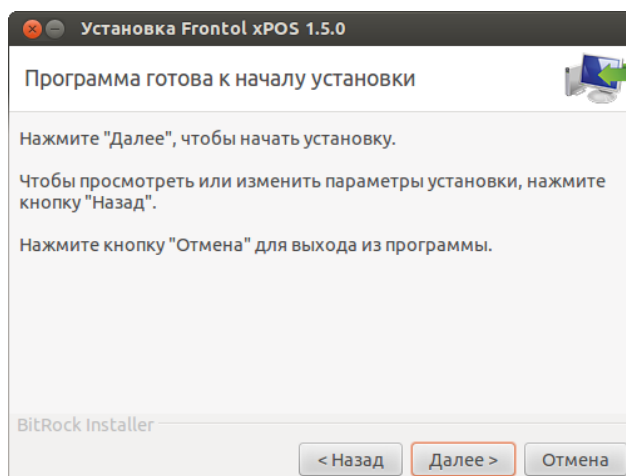 Установка Frontol xPOS 1.5.0
Программа готова к началу установки
Нажмите "Далее", чтобы начать установку.
Чтобы просмотреть или изменить параметры установки, нажмите
кнопку "Назад".
Нажмите кнопку "Отмена" для выхода из программы.
BitRock Installer
< Назад
Далее >
Отмена